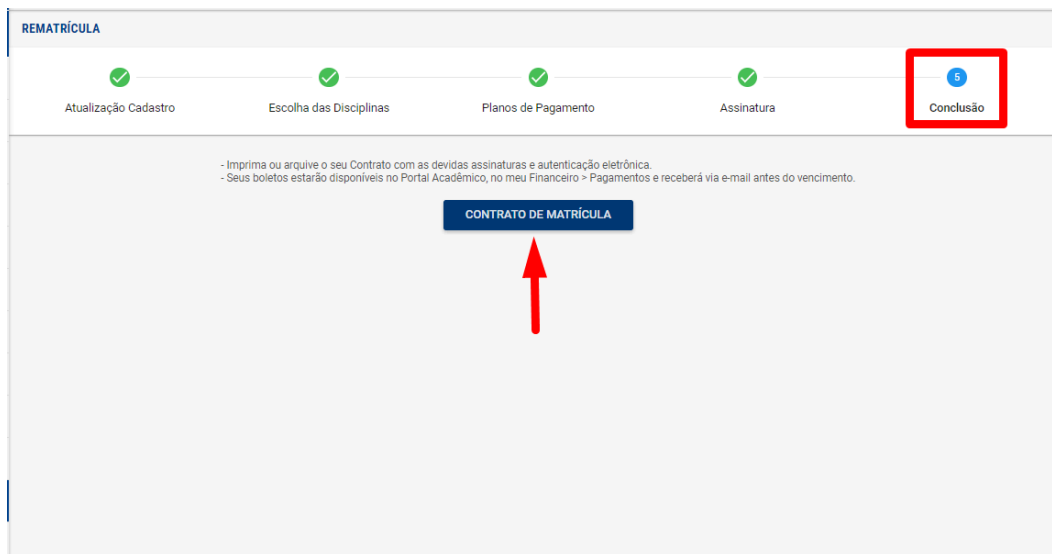 REMATRÍCULA
5
Atualização Cadastro
Escolha das Disciplinas
Planos de Pagamento
Assinatura
Conclusão
- Imprima ou arquive o seu Contrato com as devidas assinaturas e autenticação eletrônica.
- Seus boletos estarão disponíveis no Portal Acadêmico, no meu Financeiro > Pagamentos e receberá via e-mail antes do vencimento.
CONTRATO DE MATRÍCULA